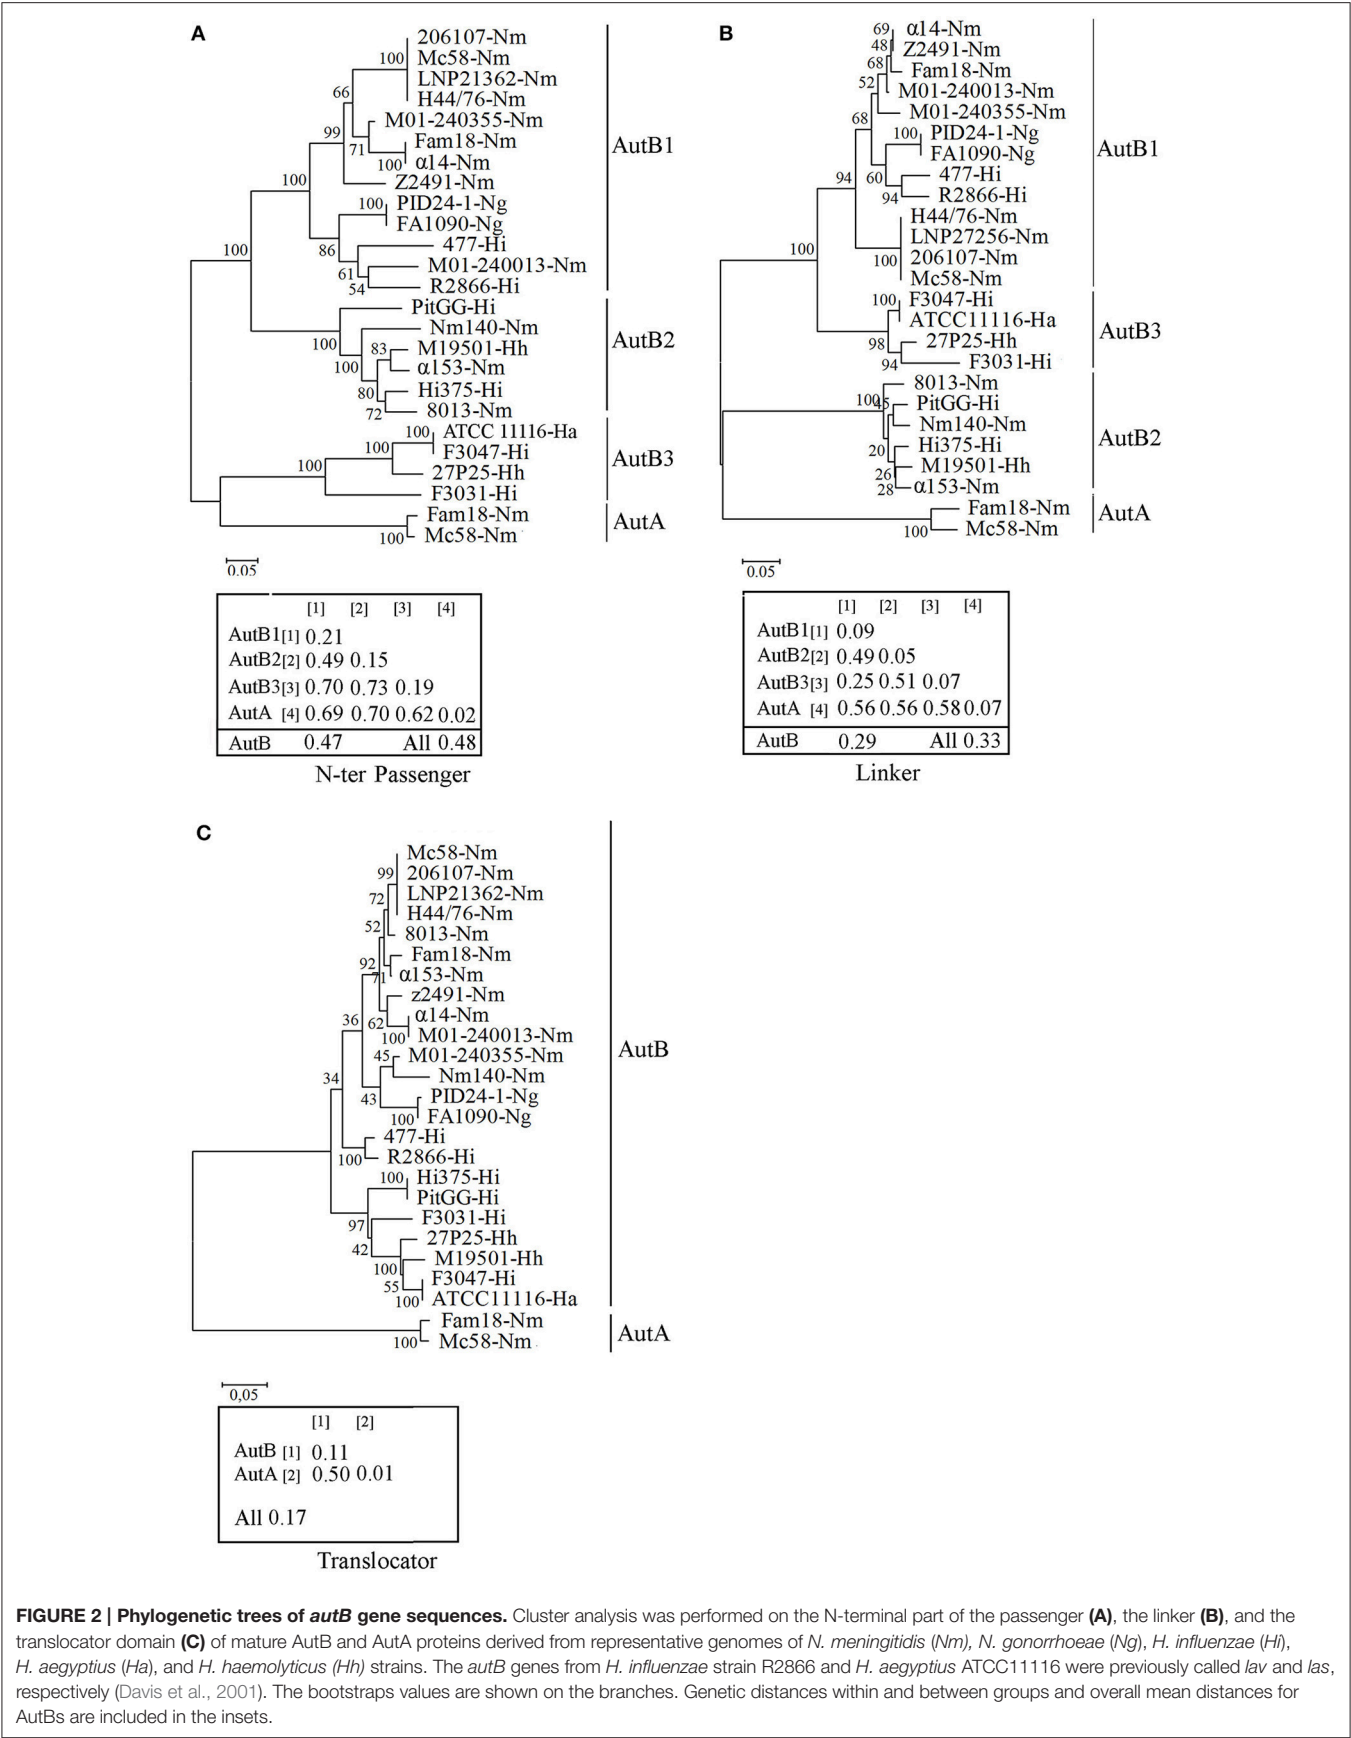 A
206107-Nm
Mc58-Nm
100
LNP21362-Nm
H44/76-Nm
66
M01-240355-Nm
99
Fam18-Nm
71
100
α14-Nm
100
Z2491-Nm
PID24-1-Ng
100
FA1090-Ng
86
477-Hi
100
M01-240013-Nm
61
54
R2866-Hi
AutB1
PitGG-Hi
Nm140-Nm
100
83
M19501-Hh
100
α153-Nm
80
Hi375-Hi
72
8013-Nm
AutB2
100
ATCC 11116-Ha
100
F3047-Hi
100
27P25-Hh
F3031-Hi
AutB3
Fam18-Nm
100
Mc58-Nm
AutA
0.05
[1] [2] [3] [4]
AutB1[1] 0.21
AutB2[2] 0.49 0.15
AutB3[3] 0.70 0.73 0.19
AutA [4] 0.69 0.70 0.62 0.02
AutB 0.47 All 0.48
N-ter Passenger
B
69
α14-Nm
48
Z2491-Nm
68
Fam18-Nm
52
M01-240013-Nm
68
M01-240355-Nm
100
PID24-1-Ng
FA1090-Ng
94
60
477-Hi
94
R2866-Hi
H44/76-Nm
LNP27256-Nm
100
206107-Nm
Mc58-Nm
AutB1
100
100
F3047-Hi
ATCC11116-Ha
98
27P25-Hh
94
F3031-Hi
AutB3
8013-Nm
100
45
PitGG-Hi
Nm140-Nm
20
Hi375-Hi
26
M19501-Hh
28
α153-Nm
AutB2
Fam18-Nm
100
Mc58-Nm
AutA
0.05
[1] [2] [3] [4]
AutB1[1] 0.09
AutB2[2] 0.49 0.05
AutB3[3] 0.25 0.51 0.07
AutA [4] 0.56 0.56 0.58 0.07
AutB 0.29 All 0.33
Linker
C
Mc58-Nm
99
206107-Nm
72
LNP21362-Nm
H44/76-Nm
52
8013-Nm
Fam18-Nm
92
71
α153-Nm
z2491-Nm
36
62
α14-Nm
100
M01-240013-Nm
45
M01-240355-Nm
34
Nm140-Nm
43
PID24-1-Ng
100
FA1090-Ng
477-Hi
100
R2866-Hi
100
Hi375-Hi
PitGG-Hi
97
F3031-Hi
42
27P25-Hh
100
M19501-Hh
55
F3047-Hi
100
ATCC11116-Ha
AutB
Fam18-Nm
100
Mc58-Nm
AutA
0,05
[1] [2]
AutB [1] 0.11
AutA [2] 0.50 0.01
All 0.17
Translocator
FIGURE 2 | Phylogenetic trees of autB gene sequences. Cluster analysis was performed on the N-terminal part of the passenger (A), the linker (B), and the
translocator domain (C) of mature AutB and AutA proteins derived from representative genomes of N. meningitidis (Nm), N. gonorrhoeae (Ng), H. influenzae (Hi),
H. aegyptius (Ha), and H. haemolyticus (Hh) strains. The autB genes from H. influenzae strain R2866 and H. aegyptius ATCC11116 were previously called lav and las,
respectively (Davis et al., 2001). The bootstraps values are shown on the branches. Genetic distances within and between groups and overall mean distances for
AutBs are included in the insets.